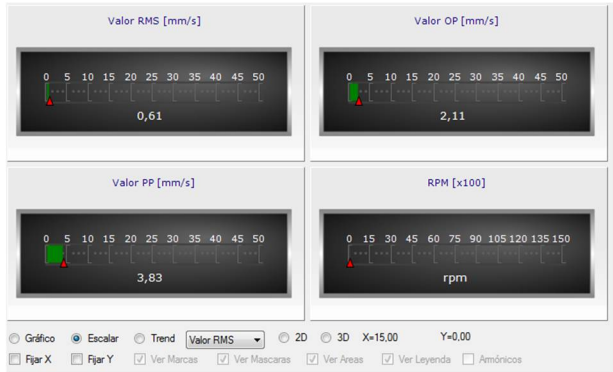 Valor RMS [mm/s]
0 5 10 15 20 25 30 35 40 45 50
0,61
Valor OP [mm/s]
0 5 10 15 20 25 30 35 40 45 50
2,11
Valor PP [mm/s]
0 5 10 15 20 25 30 35 40 45 50
3,83
RPM [x100]
0 15 30 45 60 75 90 105 120 135 150
rpm
Gráfico Escalar Trend Valor RMS 2D 3D X=15,00 Y=0,00
Fijar X Fijar Y Ver Marcas Ver Mascaras Ver Areas Ver Leyenda Armónicos